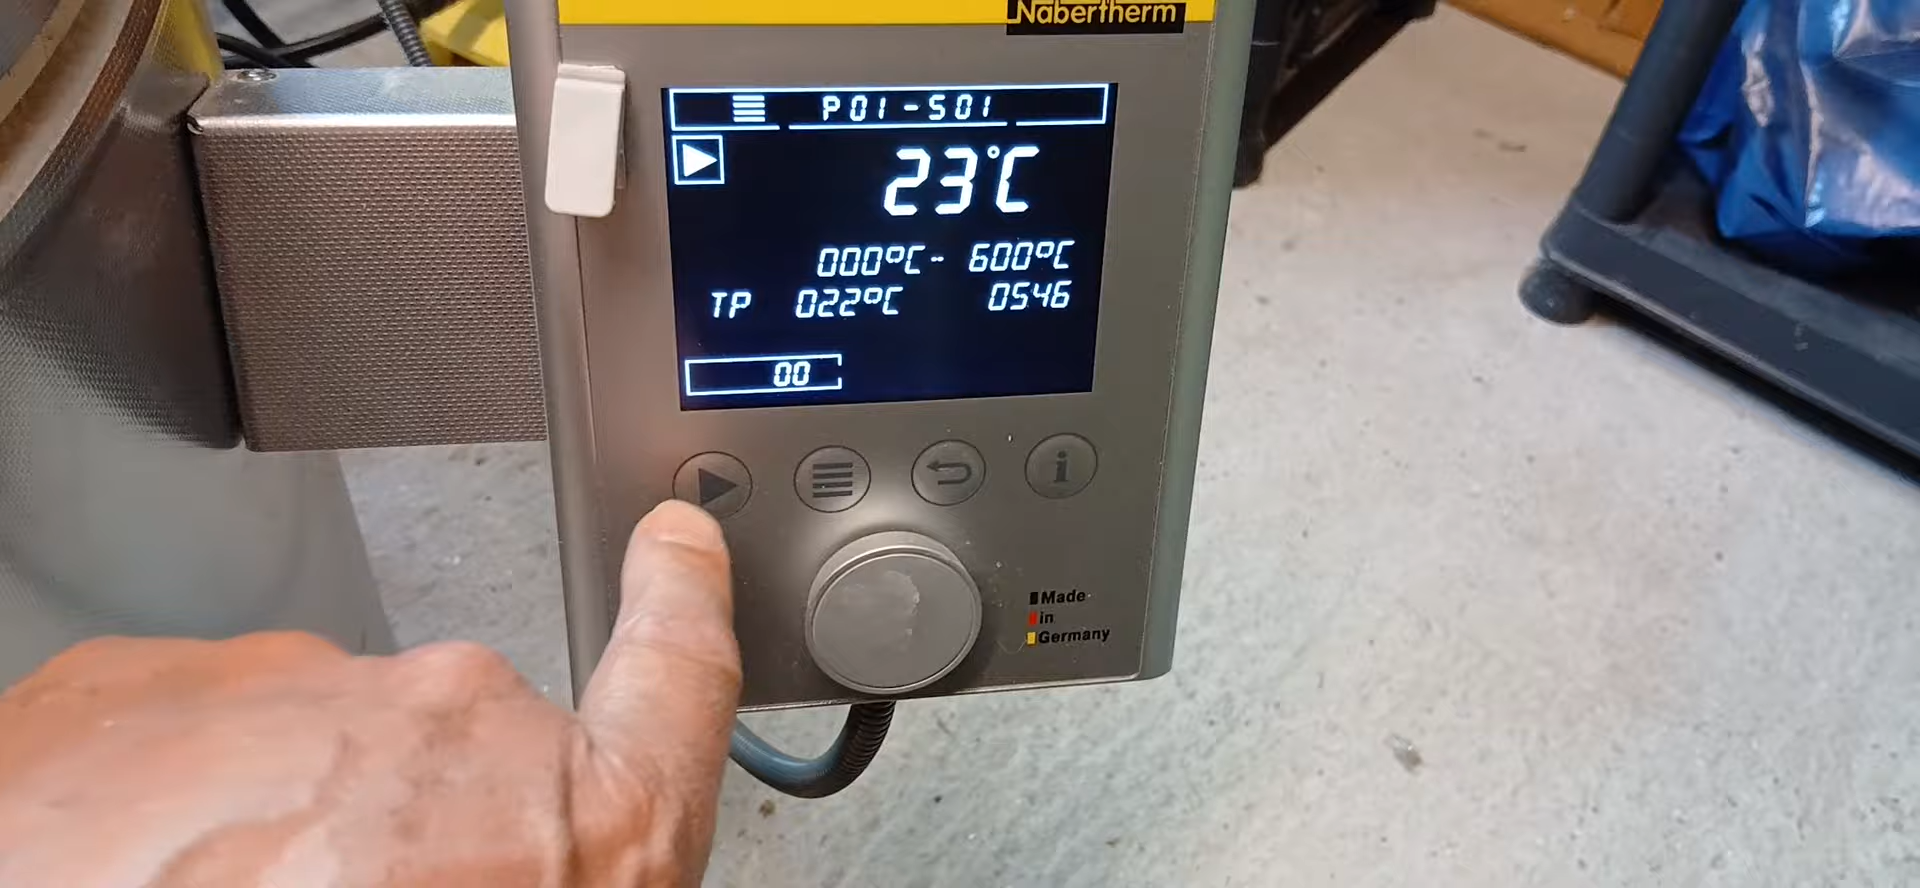 Nabertherm
P01-S01
23°C
000°C- 600°C
TP 022°C 0546
00
i
Made
in
Germany